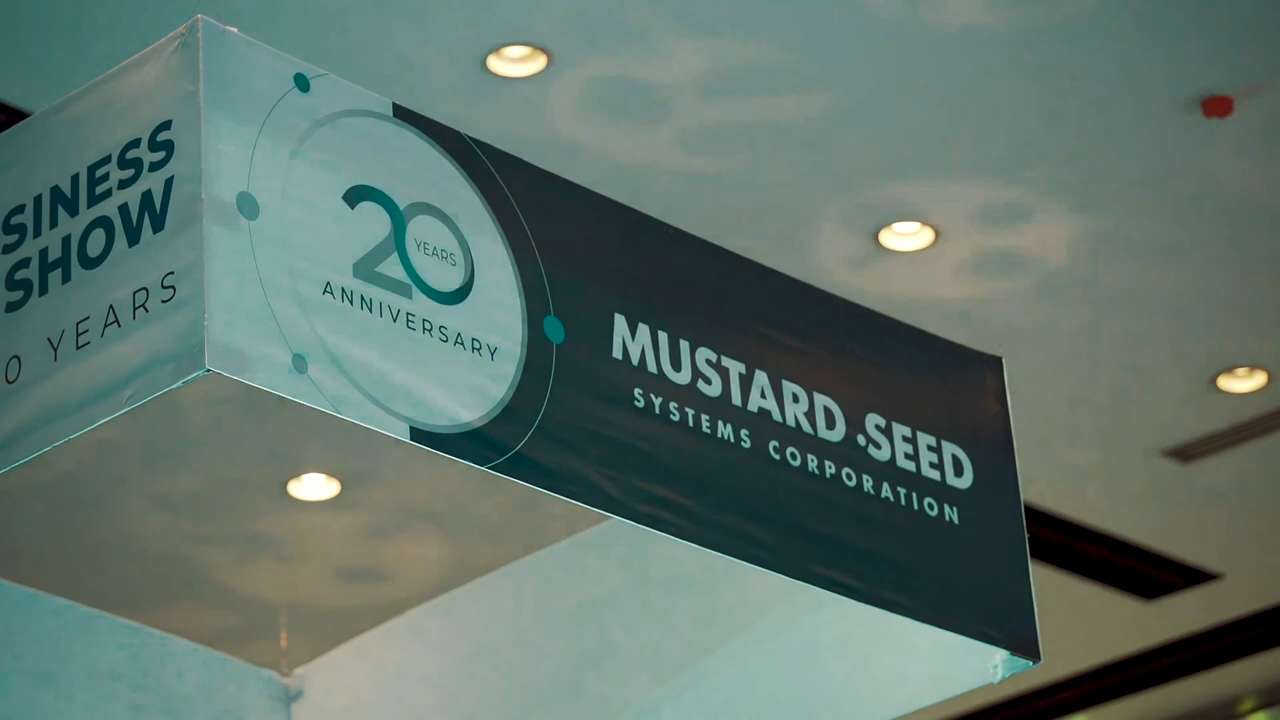 SINESS
SHOW
0 YEARS
20
YEARS
ANNIVERSARY
MUSTARD SEED
SYSTEMS CORPORATION